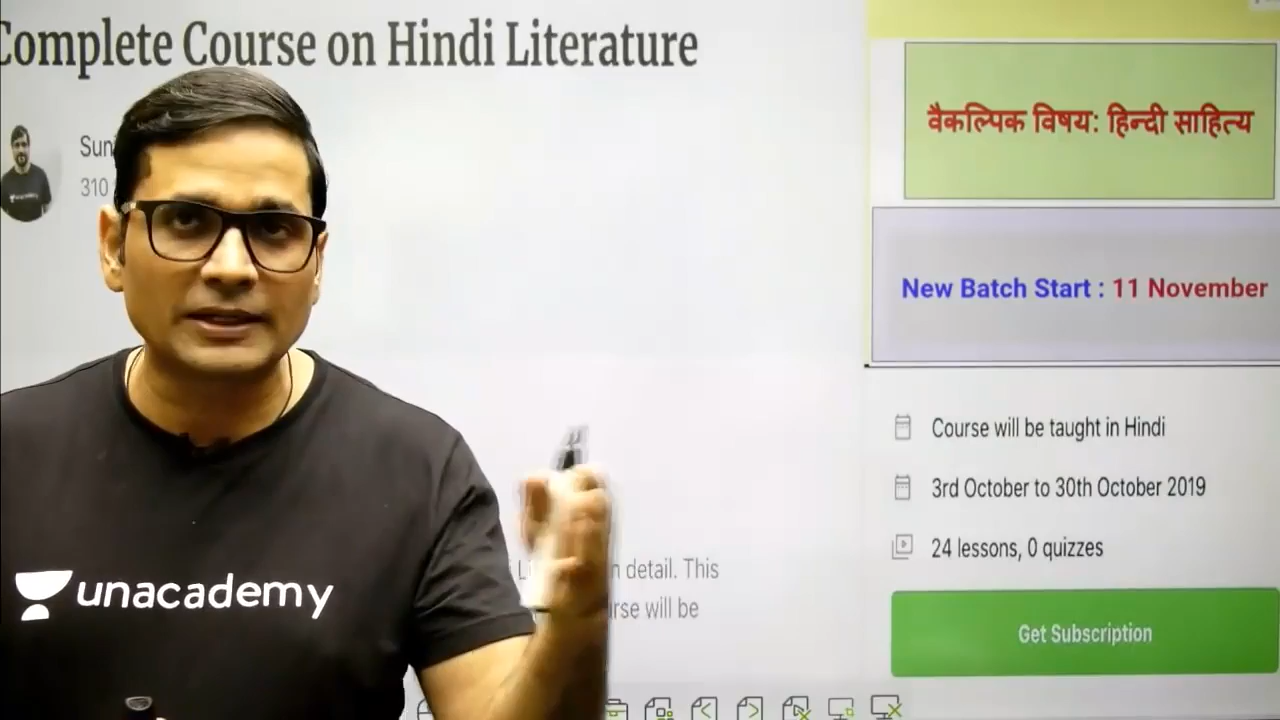 Complete Course on Hindi Literature
वैकल्पिक विषय: हिन्दी साहित्य
310
New Batch Start : 11 November
Course will be taught in Hindi
3rd October to 30th October 2019
24 lessons, 0 quizzes
detail. This
will be
Get Subscription
unacademy